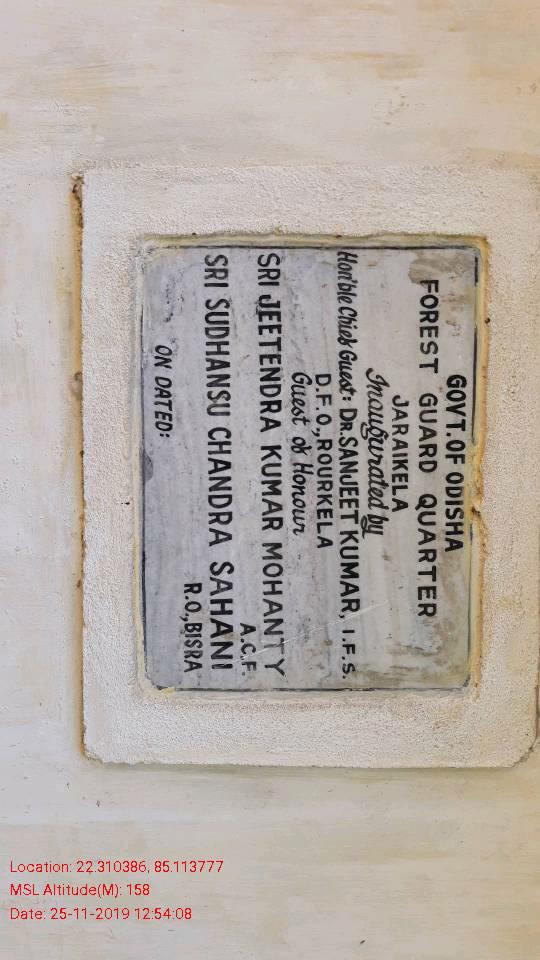 GOVT. OF ODISHA
FOREST GUARD QUARTER
JARAIKELA
Inaugurated by
Hon'ble Chief Guest: DR. SANJEET KUMAR, I.F.S.
D.F.O., ROURKELA
Guest of Honour
SRI JEETENDRA KUMAR MOHANTY
A.C.F.
SRI SUDHANSU CHANDRA SAHANI
R.O., BISRA
ON DATED:
Location: 22.310386, 85.113777
MSL Altitude(M): 158
Date: 25-11-2019 12:54:08